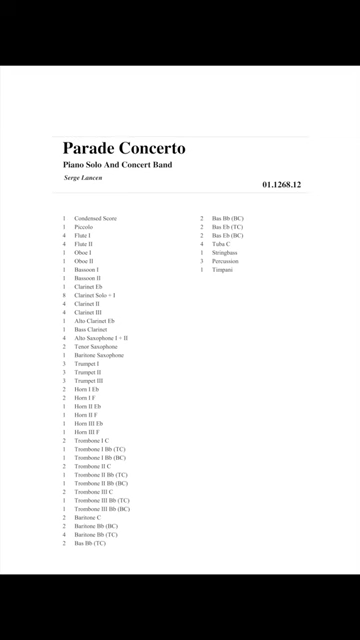 Parade Concerto
Piano Solo And Concert Band
Serge Lancen
01.1268.12
1 Condensed Score
1 Piccolo
4 Flute I
4 Flute II
1 Oboe I
1 Oboe II
1 Bassoon I
1 Bassoon II
1 Clarinet Eb
8 Clarinet Solo + I
4 Clarinet II
4 Clarinet III
1 Alto Clarinet Eb
1 Bass Clarinet
4 Alto Saxophone I + II
2 Tenor Saxophone
1 Baritone Saxophone
3 Trumpet I
3 Trumpet II
3 Trumpet III
2 Horn I Eb
2 Horn I F
1 Horn II Eb
1 Horn II F
1 Horn III Eb
1 Horn III F
2 Trombone I C
1 Trombone I Bb (TC)
1 Trombone I Bb (BC)
2 Trombone II C
1 Trombone II Bb (TC)
1 Trombone II Bb (BC)
2 Trombone III C
1 Trombone III Bb (TC)
1 Trombone III Bb (BC)
2 Baritone C
2 Baritone Bb (BC)
4 Baritone Bb (TC)
2 Bas Bb (TC)
2 Bas Bb (BC)
2 Bas Eb (TC)
2 Bas Eb (BC)
4 Tuba C
1 Stringbass
3 Percussion
1 Timpani